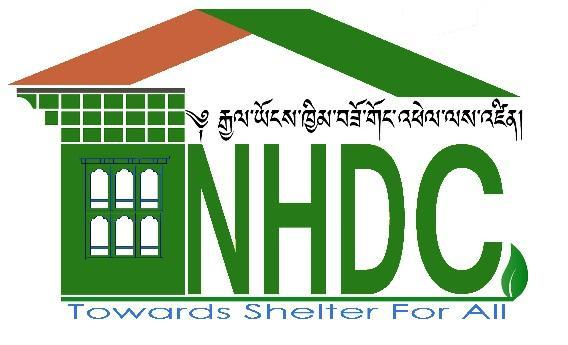 ༄ རྒྱལ་ཡོངས་ཁྱིམ་བཟོ་གོང་འཕེལ་ལས་འཛིན།
NHDC
Towards Shelter For All